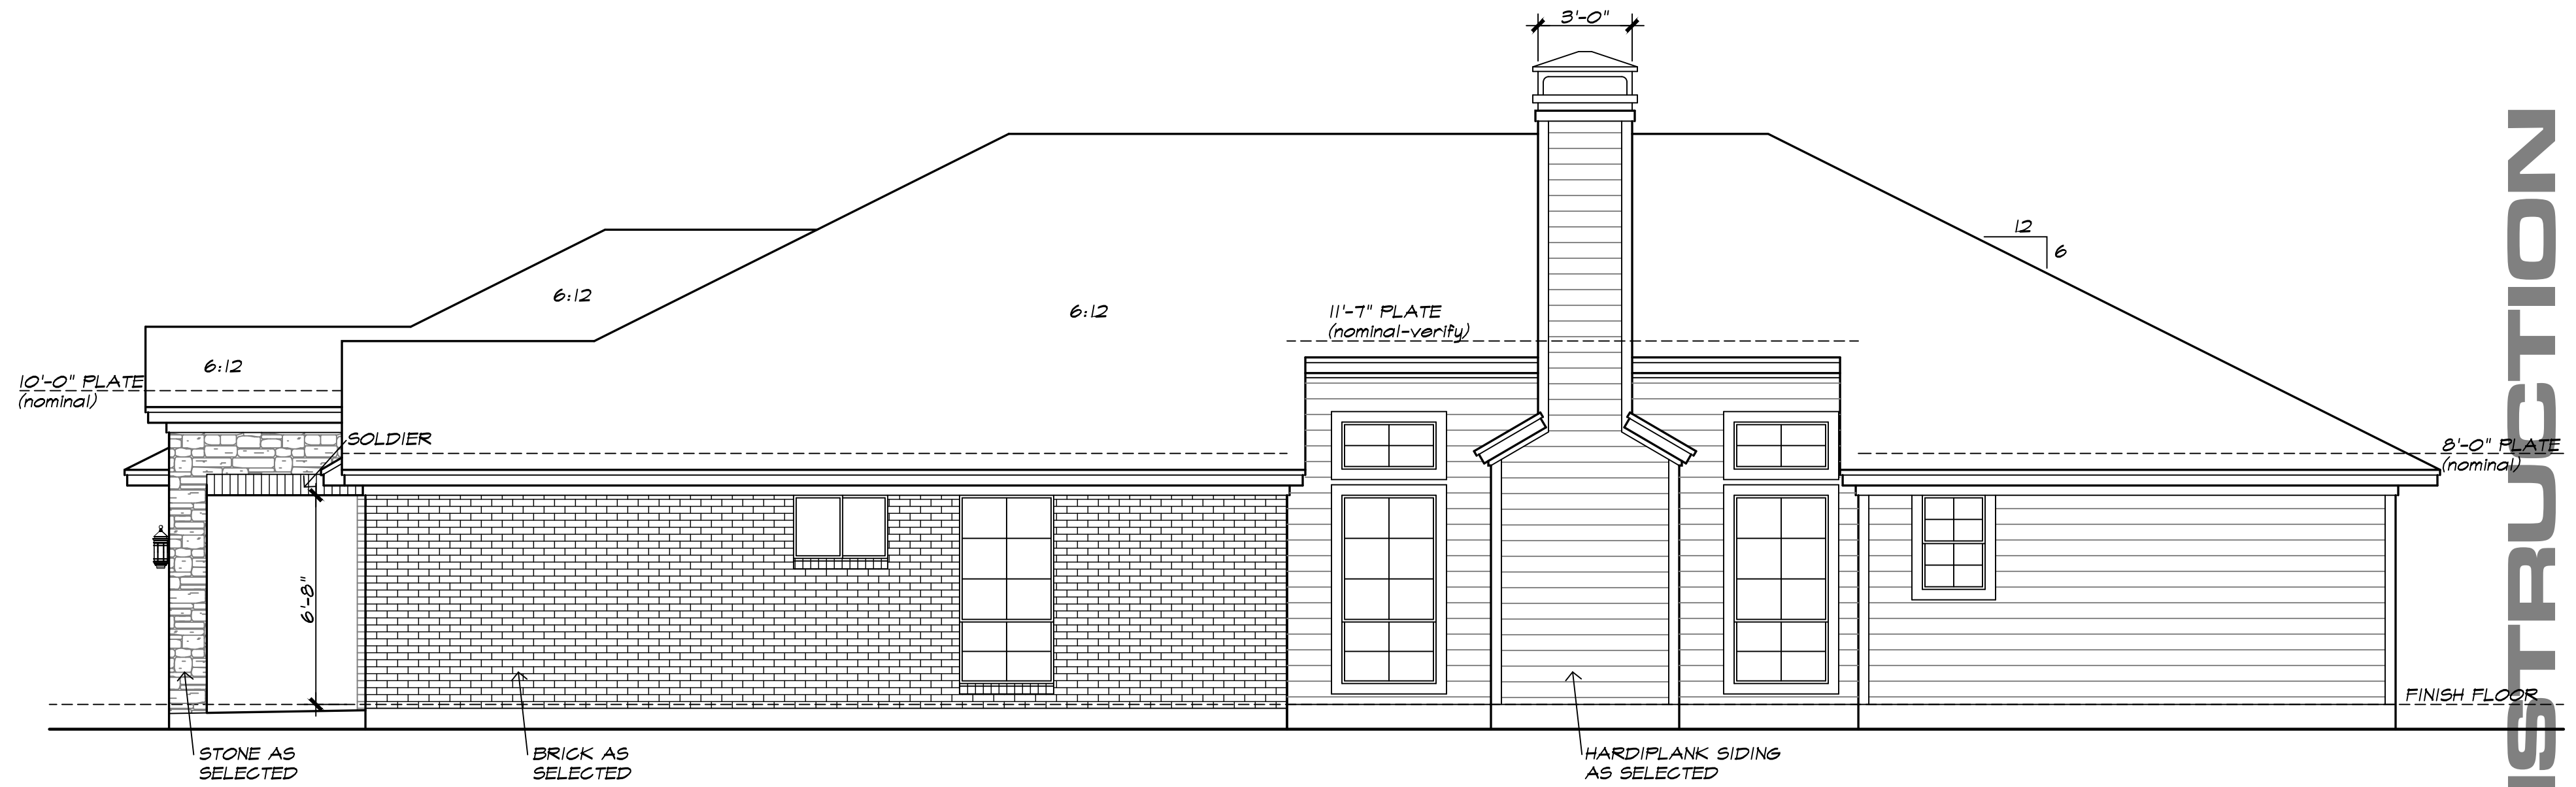 3'-0"
12
6
6:12
6:12
6:12
11'-7" PLATE
(nominal-verify)
10'-0" PLATE
(nominal)
SOLDIER
8'-0" PLATE
(nominal)
6'-8"
FINISH FLOOR
STONE AS
SELECTED
BRICK AS
SELECTED
HARDIPLANK SIDING
AS SELECTED
STRUCTION